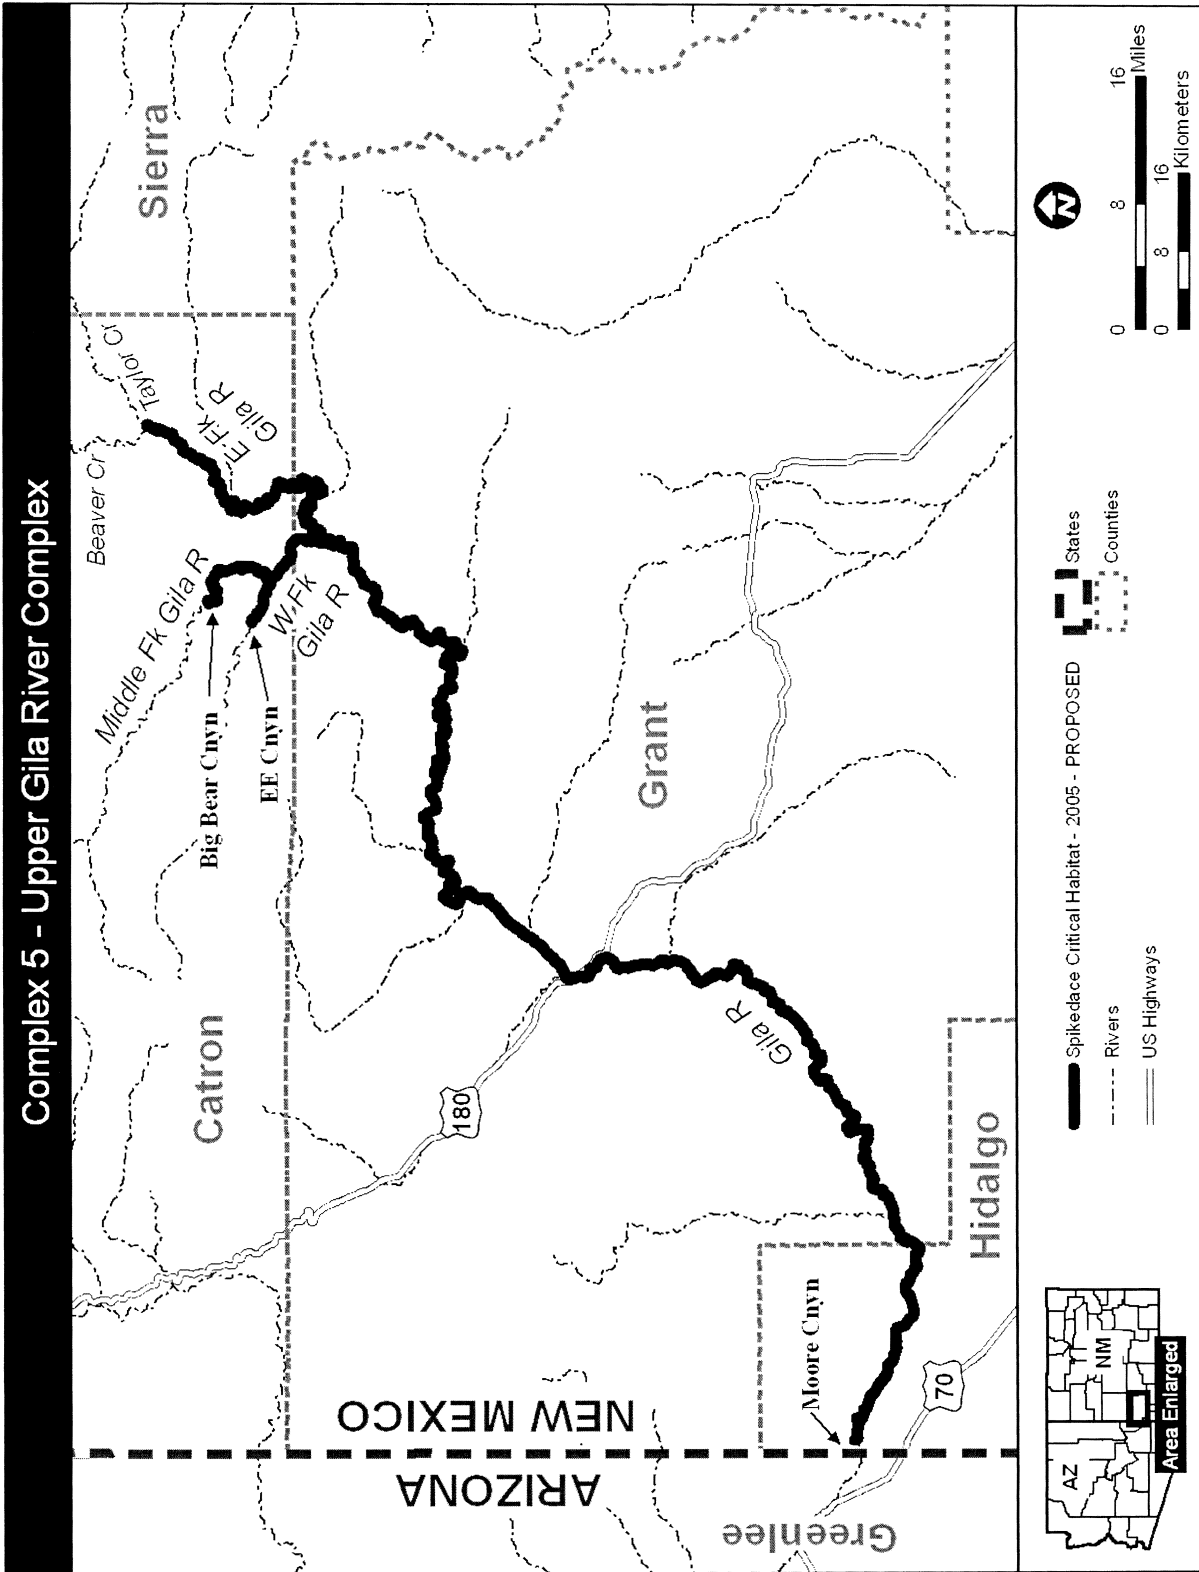 Complex 5 - Upper Gila River Complex
Sierra
Taylor Cr
Beaver Cr
E Fk
Gila R
Middle Fk Gila R
W Fk
Gila R
Big Bear Cnyn
EE Cnyn
Catron
Grant
180
Gila R
Hidalgo
Moore Cnyn
70
NEW MEXICO
ARIZONA
Greenlee
AZ
NM
Area Enlarged
Spikedace Critical Habitat - 2005 - PROPOSED
Rivers
US Highways
States
Counties
N
0 8 16
Miles
0 8 16
Kilometers